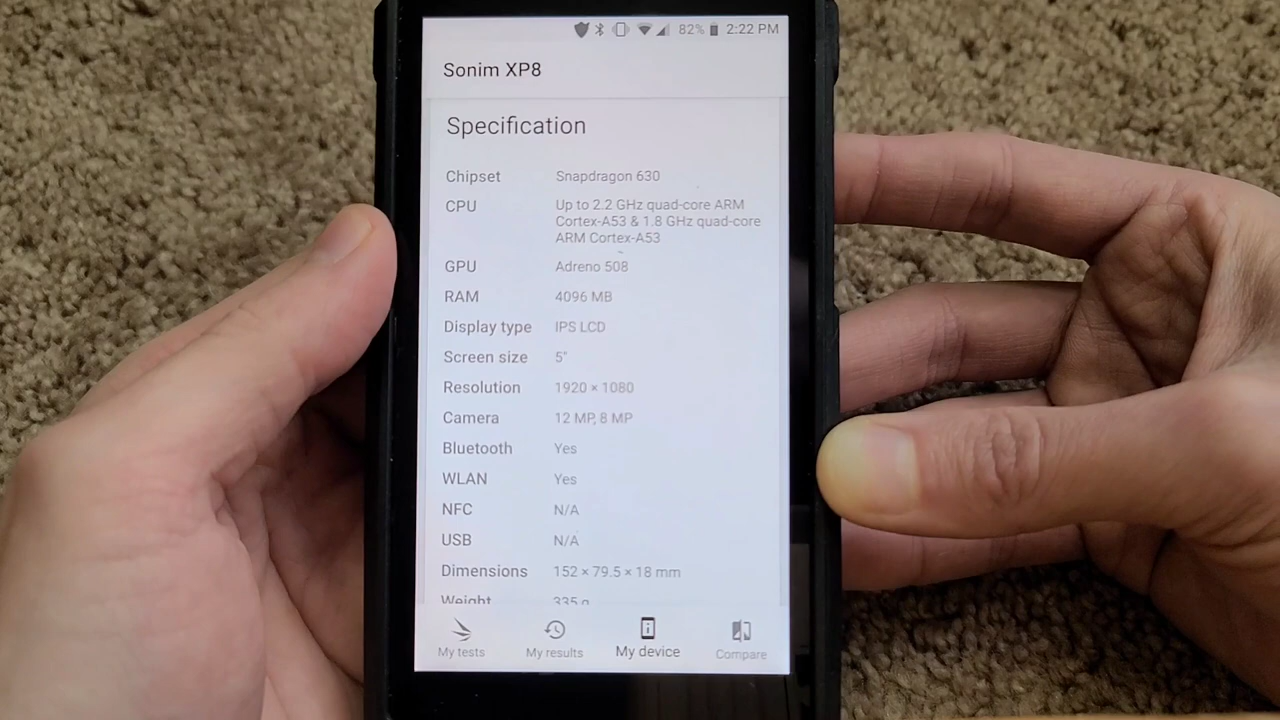 82% 2:22 PM
Sonim XP8
Specification
Chipset Snapdragon 630
CPU Up to 2.2 GHz quad-core ARM
Cortex-A53 & 1.8 GHz quad-core
ARM Cortex-A53
GPU Adreno 508
RAM 4096 MB
Display type IPS LCD
Screen size 5"
Resolution 1920 × 1080
Camera 12 MP, 8 MP
Bluetooth Yes
WLAN Yes
NFC N/A
USB N/A
Dimensions 152 × 79.5 × 18 mm
Weight 335 g
My tests My results My device Compare